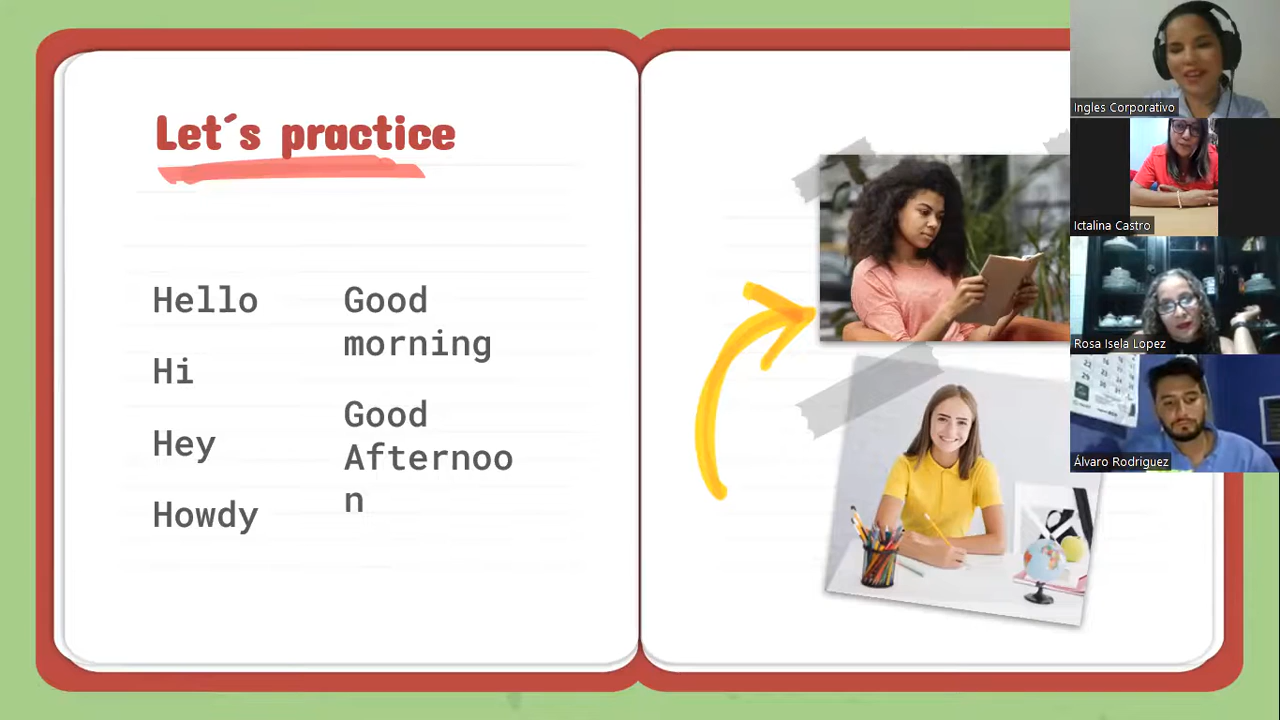 Let´s practice
Hello
Hi
Hey
Howdy
Good
morning
Good
Afternoo
n
Ingles Corporativo
Ictalina Castro
Rosa Isela Lopez
Álvaro Rodriguez